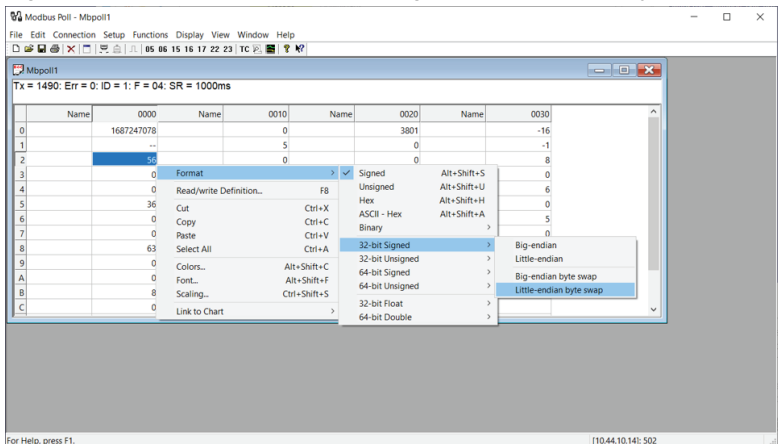 Modbus Poll - Mbpoll1
File Edit Connection Setup Functions Display View Window Help
05 06 15 16 17 22 23 TC
Mbpoll1
Tx = 1490: Err = 0: ID = 1: F = 04: SR = 1000ms
Name 0000 Name 0010 Name 0020 Name 0030
0 1687247078 0 3801 -16
1 -- 5 0 -1
2 56 0 0 8
3 0 0
4 0 6
5 36 0
6 0 5
7 0 0
8 63
9 0
A 0
B 8
C 0
Format
Read/write Definition... F8
Cut Ctrl+X
Copy Ctrl+C
Paste Ctrl+V
Select All Ctrl+A
Colors... Alt+Shift+C
Font... Alt+Shift+F
Scaling... Ctrl+Shift+S
Link to Chart
Signed Alt+Shift+S
Unsigned Alt+Shift+U
Hex Alt+Shift+H
ASCII - Hex Alt+Shift+A
Binary
32-bit Signed
32-bit Unsigned
64-bit Signed
64-bit Unsigned
32-bit Float
64-bit Double
Big-endian
Little-endian
Big-endian byte swap
Little-endian byte swap
For Help, press F1.
[10.44.10.14]: 502